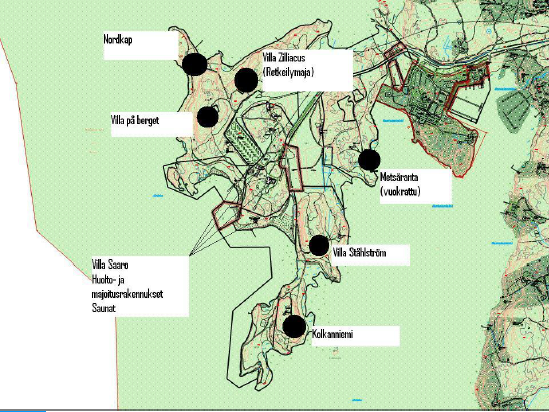 Nordkap
Villa Zilliacus
(Retkeilymaja)
Villa på berget
Metsäranta
(vuokrattu)
Villa Ståhlström
Villa Saaro
Huolto- ja
majoitusrakennukset
Saunat
Kolkanniemi